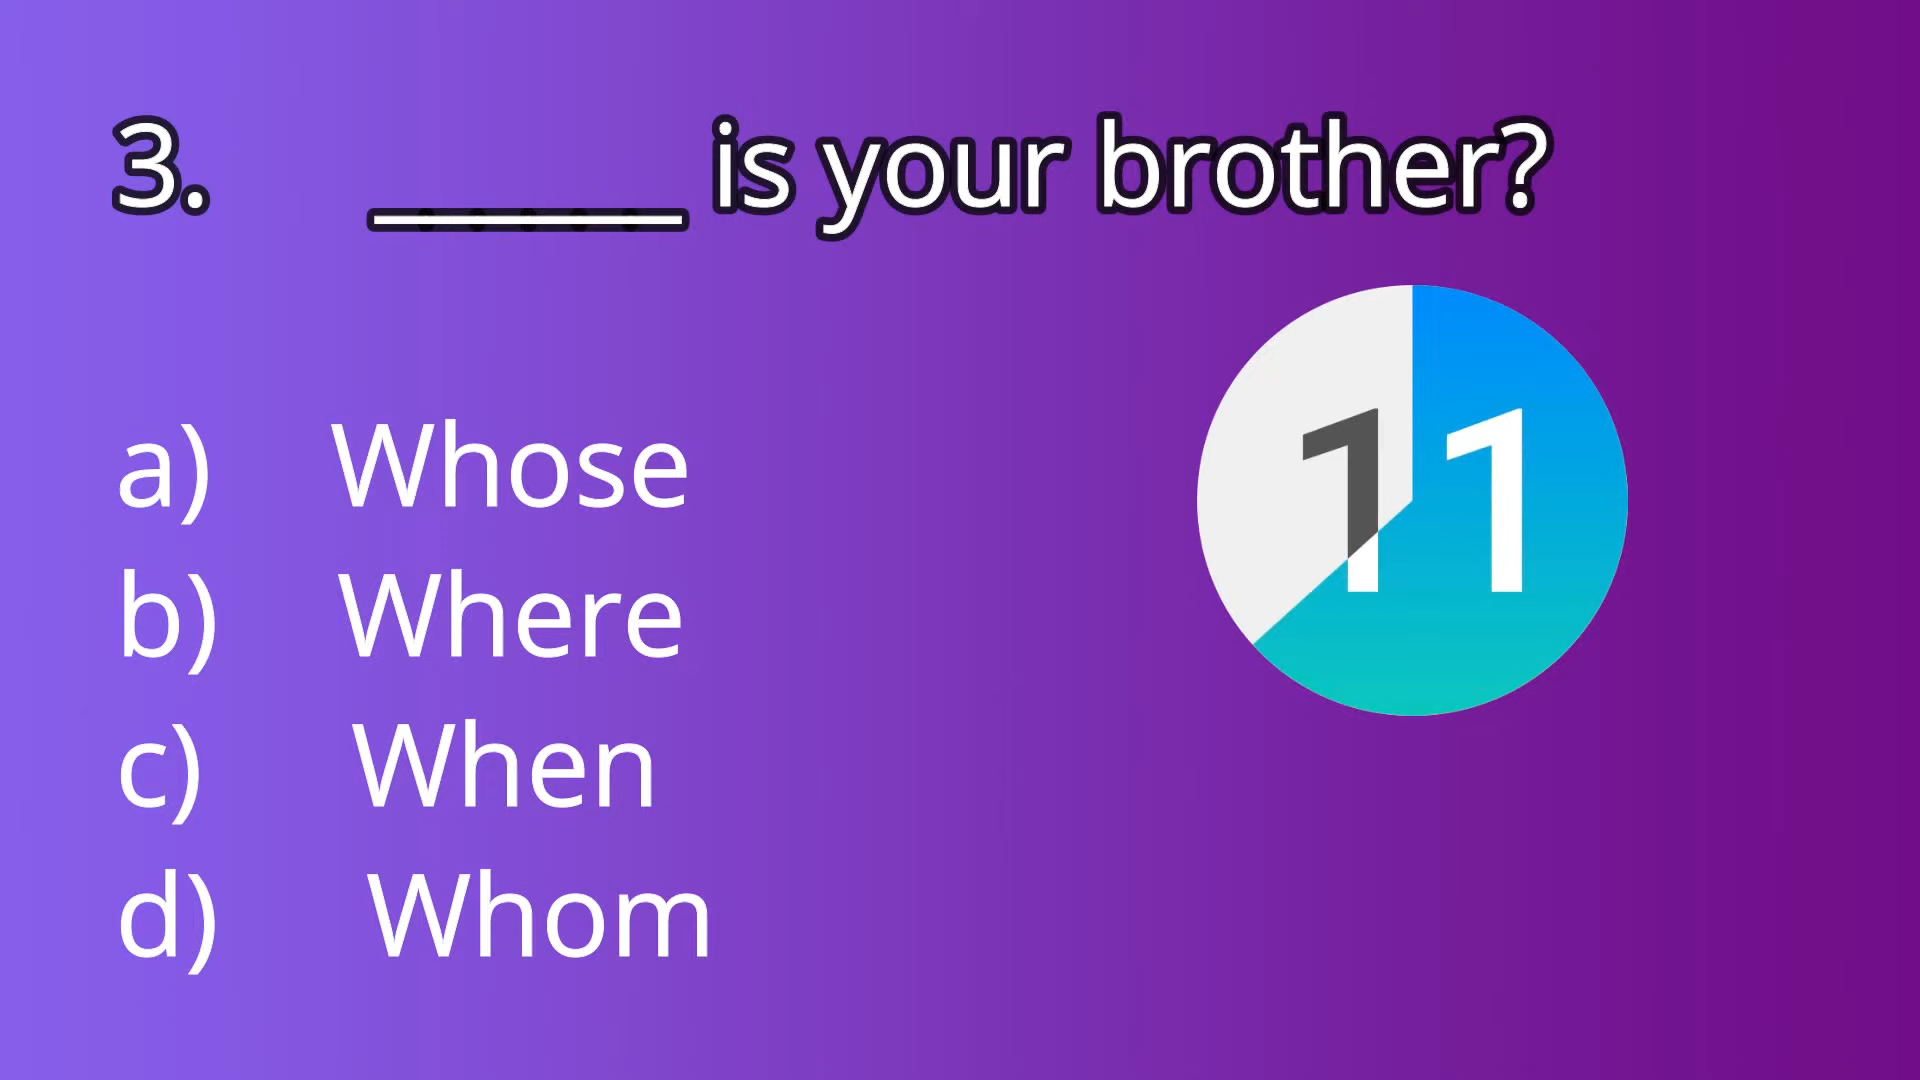 3. _____ is your brother?
11
a) Whose
b) Where
c) When
d) Whom